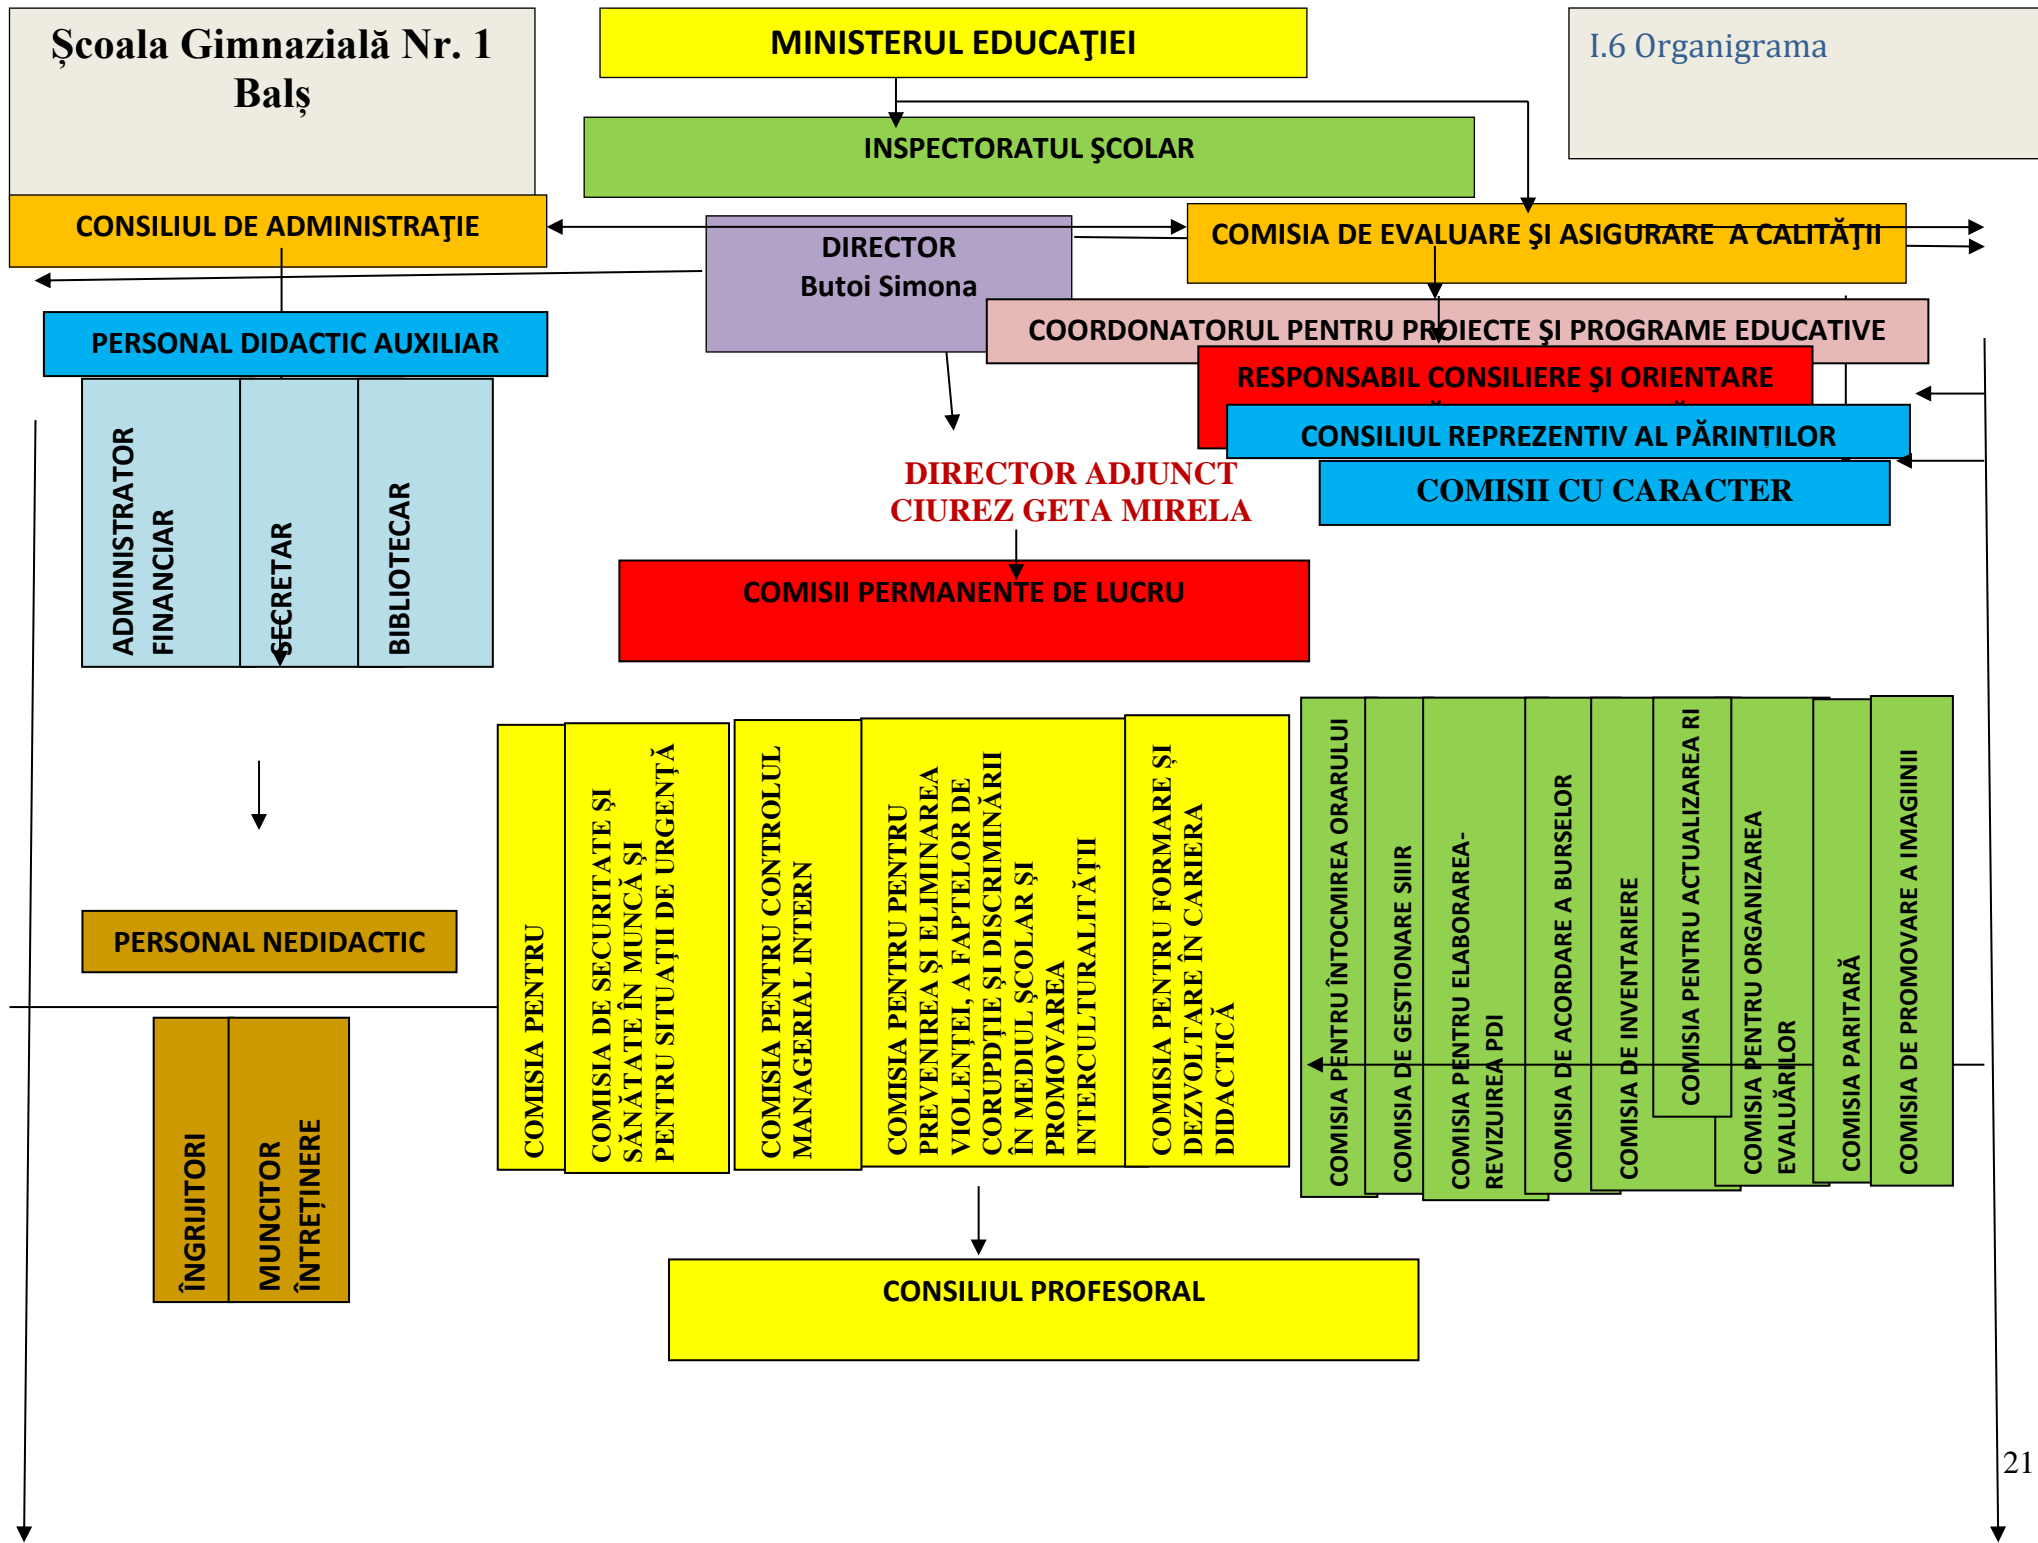 Școala Gimnazială Nr. 1
Balș
MINISTERUL EDUCAŢIEI
I.6 Organigrama
INSPECTORATUL ŞCOLAR
CONSILIUL DE ADMINISTRAŢIE
DIRECTOR
Butoi Simona
COMISIA DE EVALUARE ŞI ASIGURARE A CALITĂŢII
COORDONATORUL PENTRU PROIECTE ŞI PROGRAME EDUCATIVE
PERSONAL DIDACTIC AUXILIAR
RESPONSABIL CONSILIERE ŞI ORIENTARE
CONSILIUL REPREZENTIV AL PĂRINTILOR
COMISII CU CARACTER
ADMINISTRATOR
FINANCIAR
SECRETAR
BIBLIOTECAR
DIRECTOR ADJUNCT
CIUREZ GETA MIRELA
COMISII PERMANENTE DE LUCRU
PERSONAL NEDIDACTIC
ÎNGRIJITORI
MUNCITOR
ÎNTREȚINERE
COMISIA PENTRU
COMISIA DE SECURITATE ŞI
SĂNĂTATE ÎN MUNCĂ ŞI
PENTRU SITUAŢII DE URGENŢĂ
COMISIA PENTRU CONTROLUL
MANAGERIAL INTERN
COMISIA PENTRU PENTRU
PREVENIREA ŞI ELIMINAREA
VIOLENŢEI, A FAPTELOR DE
CORUPDŢIE ŞI DISCRIMINĂRII
ÎN MEDIUL ŞCOLAR ŞI
PROMOVAREA
INTERCULTURALITĂŢII
COMISIA PENTRU FORMARE ȘI
DEZVOLTARE ÎN CARIERA
DIDACTICĂ
COMISIA PENTRU ÎNTOCMIREA ORARULUI
COMISIA DE GESTIONARE SIIIR
COMISIA PENTRU ELABORAREA-
REVIZUIREA PDI
COMISIA DE ACORDARE A BURSELOR
COMISIA DE INVENTARIERE
COMISIA PENTRU ACTUALIZAREA RI
COMISIA PENTRU ORGANIZAREA
EVALUĂRILOR
COMISIA PARITARĂ
COMISIA DE PROMOVARE A IMAGIINII
CONSILIUL PROFESORAL
21